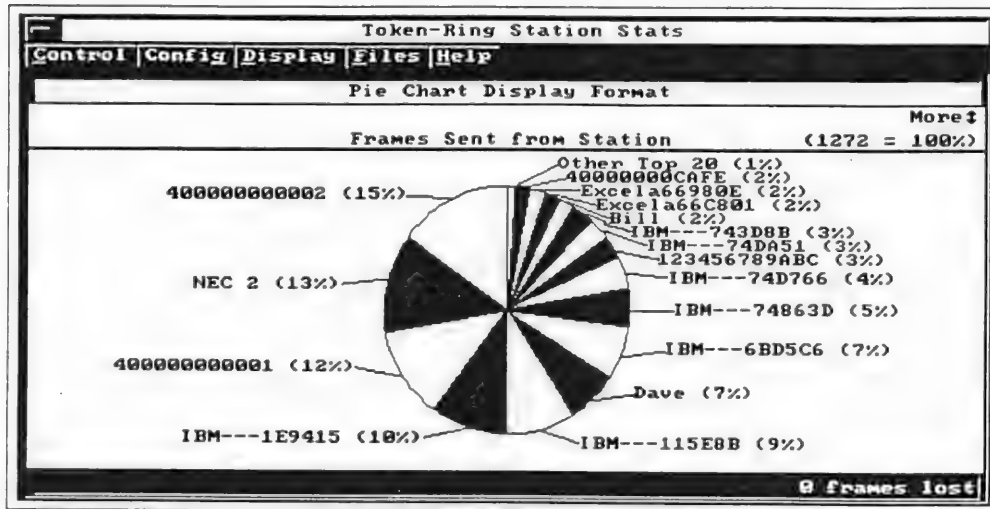 Token-Ring Station Stats
Control Config Display Files Help
Pie Chart Display Format
More↕
Frames Sent from Station (1272 = 100%)
Other Top 20 (1%)
40000000CAFE (2%)
Excela66980E (2%)
Excela66C801 (2%)
Bill (2%)
IBM---743D8B (3%)
IBM---74DA51 (3%)
123456789ABC (3%)
IBM---74D766 (4%)
IBM---74863D (5%)
IBM---6BD5C6 (7%)
Dave (7%)
IBM---115E8B (9%)
IBM---1E9415 (10%)
400000000001 (12%)
NEC 2 (13%)
400000000002 (15%)
0 frames lost